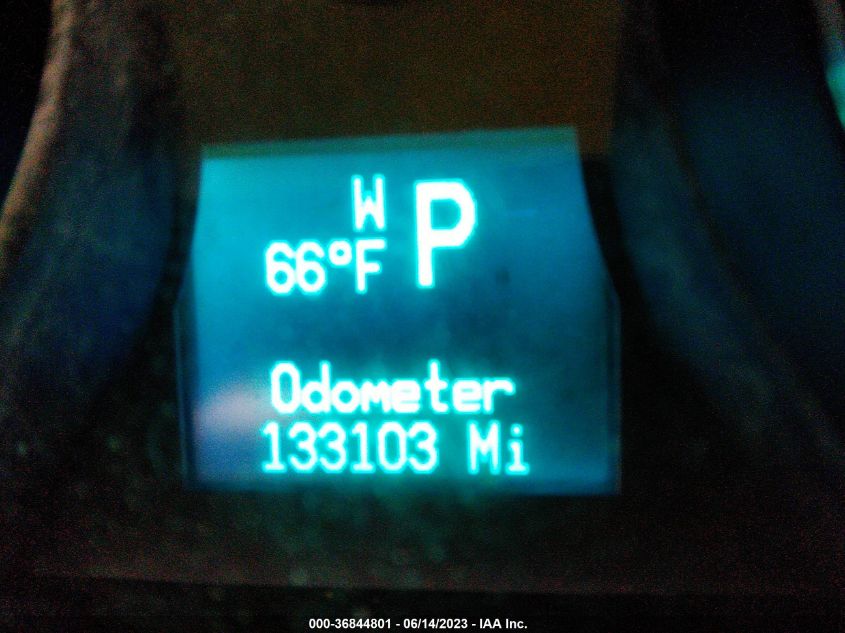 W P
66°F
Odometer
133103 Mi
000-36844801 - 06/14/2023 - IAA Inc.